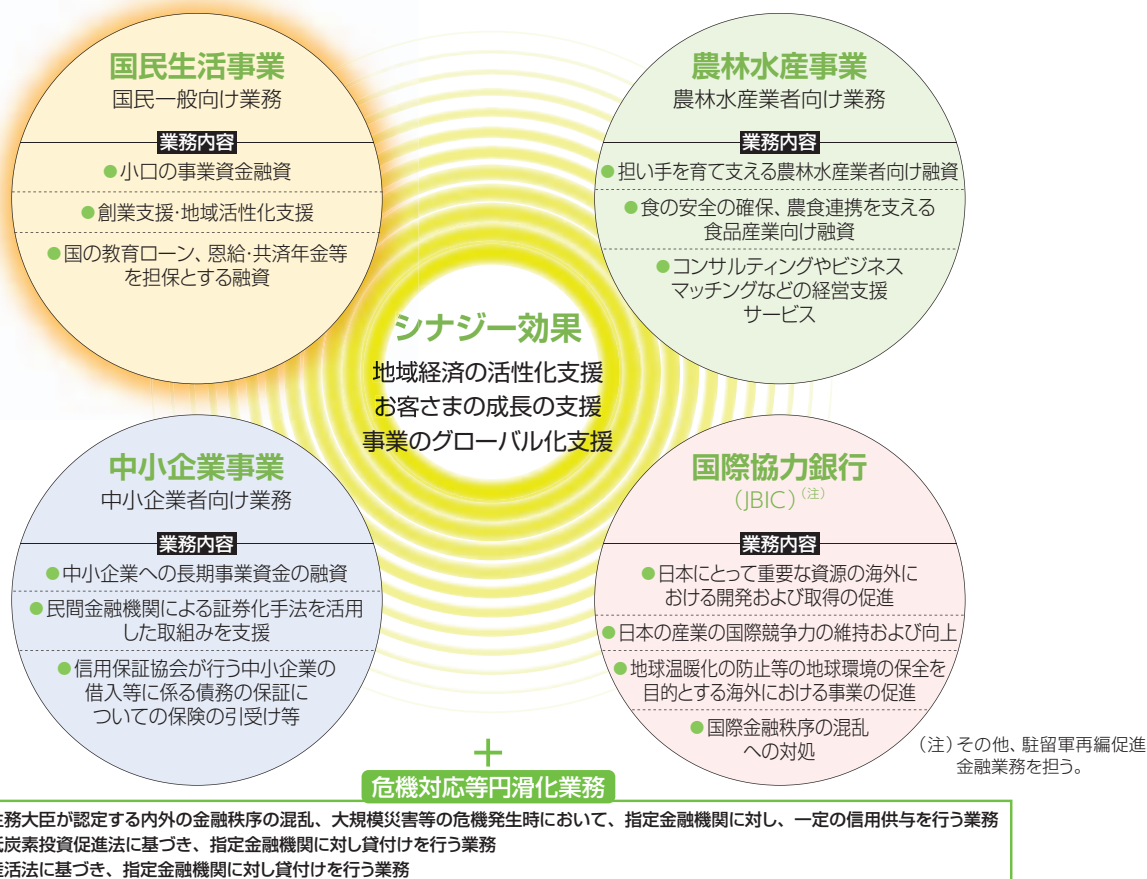 国民生活事業
国民一般向け業務
業務内容
●小口の事業資金融資
●創業支援・地域活性化支援
●国の教育ローン、恩給・共済年金等
を担保とする融資
農林水産事業
農林水産業者向け業務
業務内容
●担い手を育て支える農林水産業者向け融資
●食の安全の確保、農食連携を支える
食品産業向け融資
●コンサルティングやビジネス
マッチングなどの経営支援
サービス
シナジー効果
地域経済の活性化支援
お客さまの成長の支援
事業のグローバル化支援
中小企業事業
中小企業者向け業務
業務内容
●中小企業への長期事業資金の融資
●民間金融機関による証券化手法を活用
した取組みを支援
●信用保証協会が行う中小企業の
借入等に係る債務の保証に
ついての保険の引受け等
国際協力銀行
(JBIC)(注)
業務内容
●日本にとって重要な資源の海外に
おける開発および取得の促進
●日本の産業の国際競争力の維持および向上
●地球温暖化の防止等の地球環境の保全を
目的とする海外における事業の促進
●国際金融秩序の混乱
への対処
(注)その他、駐留軍再編促進
金融業務を担う。
+
危機対応等円滑化業務
務大臣が認定する内外の金融秩序の混乱、大規模災害等の危機発生時において、指定金融機関に対し、一定の信用供与を行う業務
炭素投資促進法に基づき、指定金融機関に対し貸付けを行う業務
活法に基づき、指定金融機関に対し貸付けを行う業務